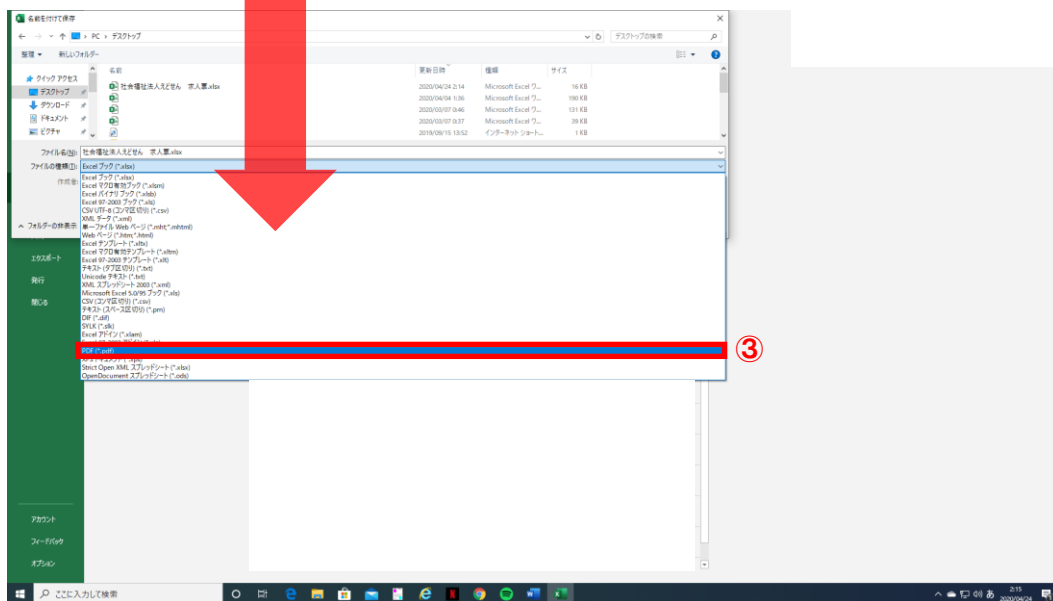 名前を付けて保存
PC › デスクトップ
デスクトップの検索
整理 新しいフォルダー
名前 更新日時 種類 サイズ
クイック アクセス
デスクトップ
ダウンロード
ドキュメント
ピクチャ
社会福祉法人えどせん 求人票.xlsx 2020/04/24 2:14 Microsoft Excel ワ... 16 KB
2020/04/04 1:36 Microsoft Excel ワ... 190 KB
2020/03/07 0:46 Microsoft Excel ワ... 131 KB
2020/03/07 0:37 Microsoft Excel ワ... 39 KB
2019/09/15 13:52 インターネット ショート... 1 KB
ファイル名(N): 社会福祉法人えどせん 求人票.xlsx
ファイルの種類(T): Excel ブック (*.xlsx)
作成者:
Excel ブック (*.xlsx)
Excel マクロ有効ブック (*.xlsm)
Excel バイナリ ブック (*.xlsb)
Excel 97-2003 ブック (*.xls)
CSV UTF-8 (コンマ区切り) (*.csv)
XML データ (*.xml)
単一ファイル Web ページ (*.mht;*.mhtml)
Web ページ (*.htm;*.html)
Excel テンプレート (*.xltx)
Excel マクロ有効テンプレート (*.xltm)
Excel 97-2003 テンプレート (*.xlt)
テキスト (タブ区切り) (*.txt)
Unicode テキスト (*.txt)
XML スプレッドシート 2003 (*.xml)
Microsoft Excel 5.0/95 ブック (*.xls)
CSV (コンマ区切り) (*.csv)
テキスト (スペース区切り) (*.prn)
DIF (*.dif)
SYLK (*.slk)
Excel アドイン (*.xlam)
PDF (*.pdf)
③
Strict Open XML スプレッドシート (*.xlsx)
OpenDocument スプレッドシート (*.ods)
フォルダーの非表示
エクスポート
発行
閉じる
アカウント
フィードバック
オプション
ここに入力して検索
あ
2:15
2020/04/24